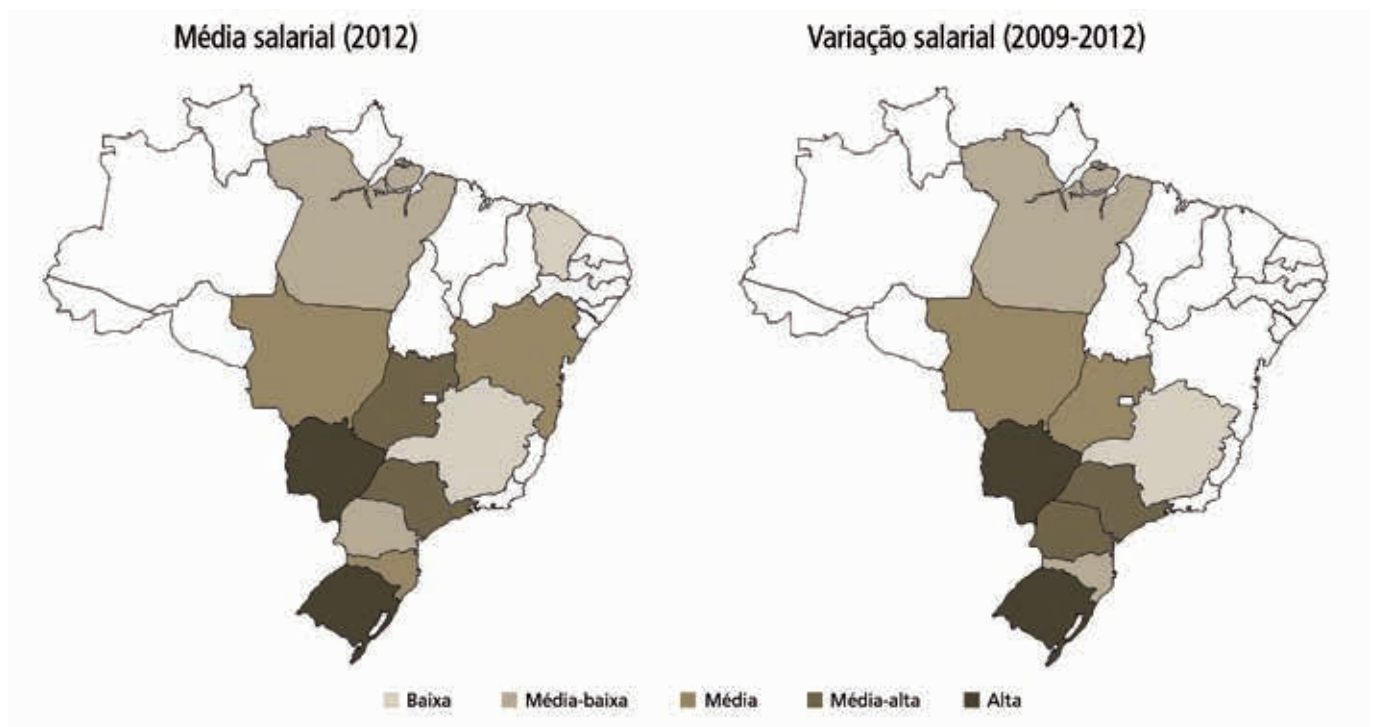 Média salarial (2012)
Variação salarial (2009-2012)
Baixa
Média-baixa
Média
Média-alta
Alta